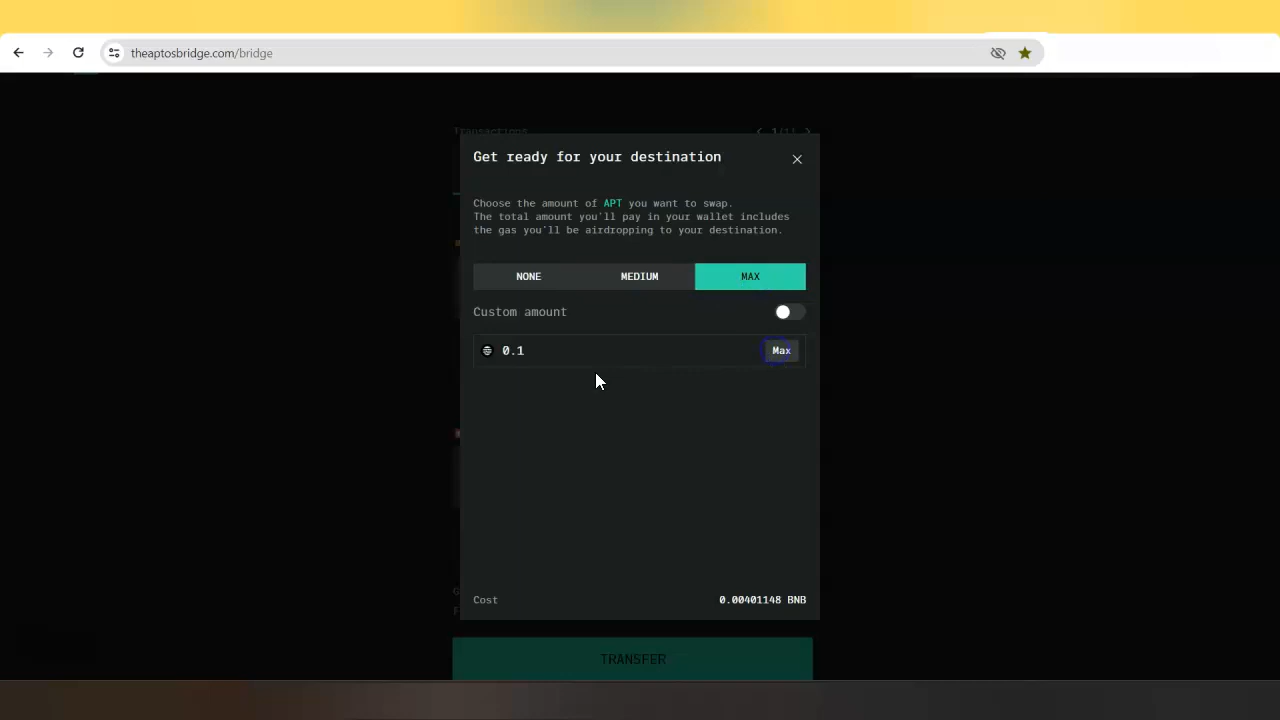 theaptosbridge.com/bridge
Transactions
Get ready for your destination
Choose the amount of APT you want to swap.
The total amount you'll pay in your wallet includes
the gas you'll be airdropping to your destination.
NONE MEDIUM MAX
Custom amount
0.1 Max
Cost 0.00401148 BNB
TRANSFER